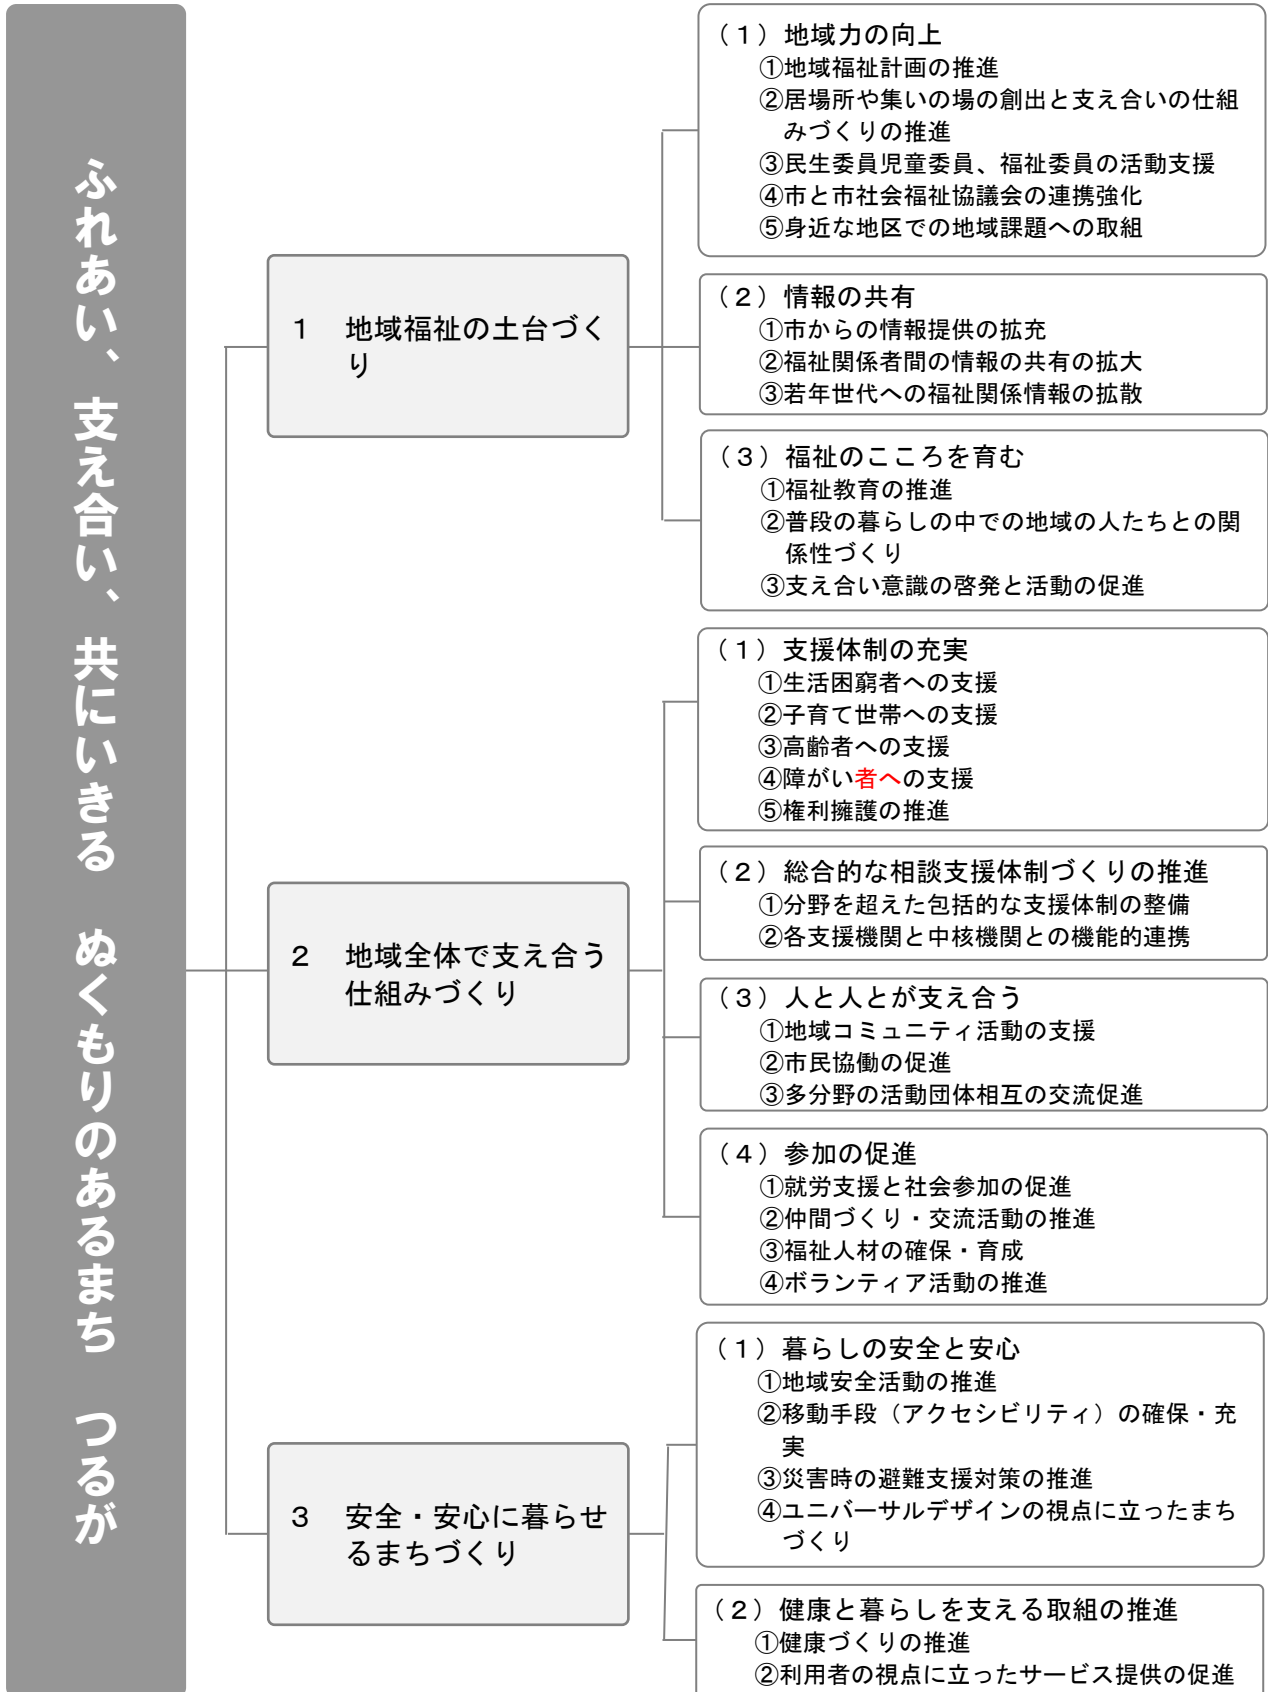 ふれあい、支え合い、共にいきる　ぬくもりのあるまち　つるが
１　地域福祉の土台づく
り
（１）地域力の向上
①地域福祉計画の推進
②居場所や集いの場の創出と支え合いの仕組
みづくりの推進
③民生委員児童委員、福祉委員の活動支援
④市と市社会福祉協議会の連携強化
⑤身近な地区での地域課題への取組
（２）情報の共有
①市からの情報提供の拡充
②福祉関係者間の情報の共有の拡大
③若年世代への福祉関係情報の拡散
（３）福祉のこころを育む
①福祉教育の推進
②普段の暮らしの中での地域の人たちとの関
係性づくり
③支え合い意識の啓発と活動の促進
２　地域全体で支え合う
仕組みづくり
（１）支援体制の充実
①生活困窮者への支援
②子育て世帯への支援
③高齢者への支援
④障がい者への支援
⑤権利擁護の推進
（２）総合的な相談支援体制づくりの推進
①分野を超えた包括的な支援体制の整備
②各支援機関と中核機関との機能的連携
（３）人と人とが支え合う
①地域コミュニティ活動の支援
②市民協働の促進
③多分野の活動団体相互の交流促進
（４）参加の促進
①就労支援と社会参加の促進
②仲間づくり・交流活動の推進
③福祉人材の確保・育成
④ボランティア活動の推進
３　安全・安心に暮らせ
るまちづくり
（１）暮らしの安全と安心
①地域安全活動の推進
②移動手段（アクセシビリティ）の確保・充
実
③災害時の避難支援対策の推進
④ユニバーサルデザインの視点に立ったまち
づくり
（２）健康と暮らしを支える取組の推進
①健康づくりの推進
②利用者の視点に立ったサービス提供の促進